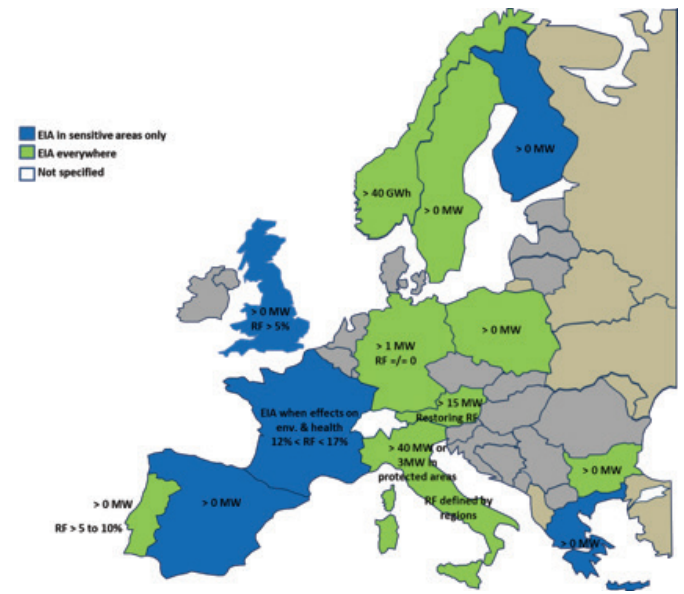 EIA in sensitive areas only
EIA everywhere
Not specified
> 0 MW
> 40 GWh
> 0 MW
> 0 MW
RF > 5%
> 1 MW
RF =/= 0
> 0 MW
EIA when effects on
env. & health
12% < RF < 17%
> 15 MW
Restoring RF
> 40 MW or
3MW in
protected areas
RF defined by
regions
> 0 MW
> 0 MW
RF > 5 to 10%
> 0 MW
> 0 MW